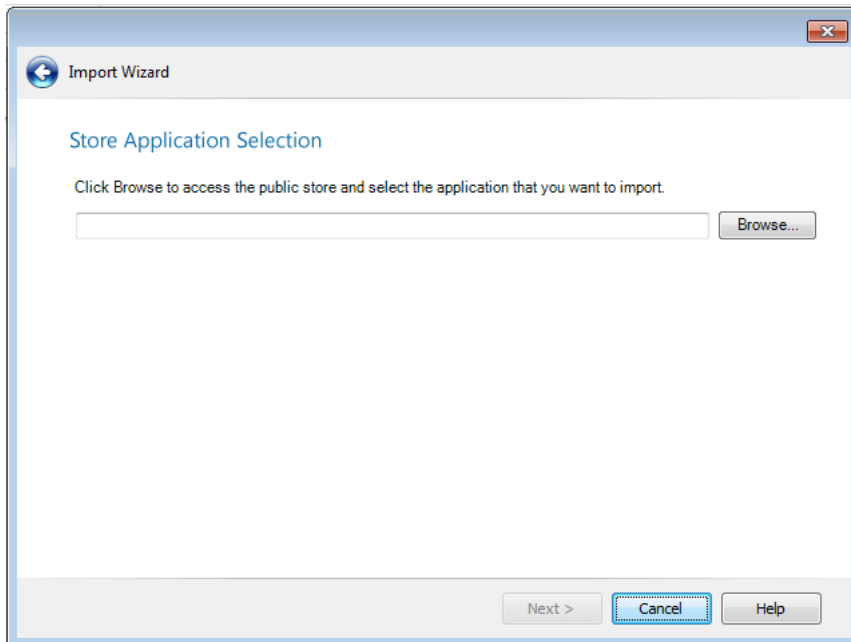 Import Wizard
Store Application Selection
Click Browse to access the public store and select the application that you want to import.
Browse...
Next >
Cancel
Help